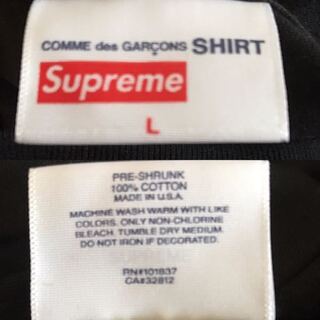 COMME des GARÇONS SHIRT
Supreme
L
PRE-SHRUNK
100% COTTON
MADE IN U.S.A.
MACHINE WASH WARM WITH LIKE
COLORS. ONLY NON-CHLORINE
BLEACH. TUMBLE DRY MEDIUM.
DO NOT IRON IF DECORATED.
RN#101837
CA#32812